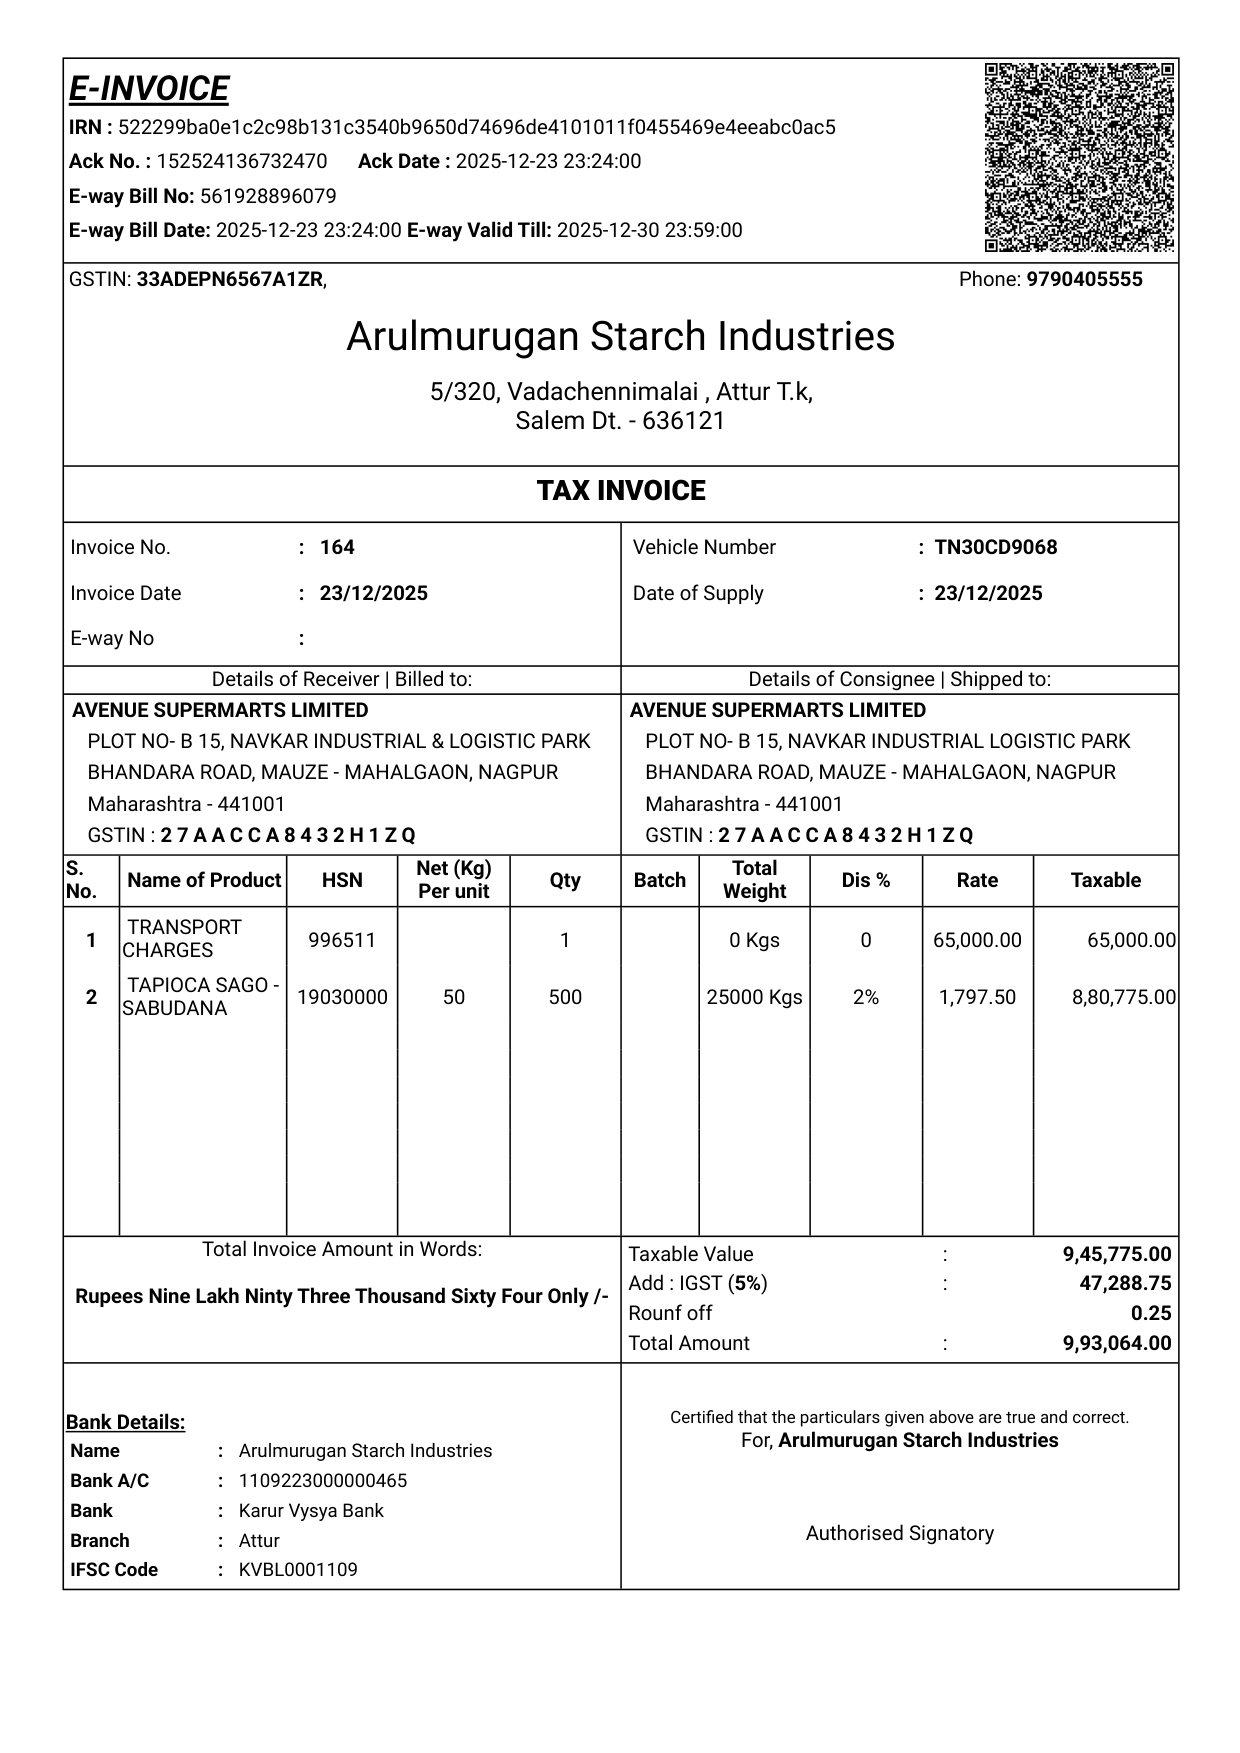 E-INVOICE
IRN : 522299ba0e1c2c98b131c3540b9650d74696de4101011f0455469e4eeabc0ac5
Ack No. : 152524136732470 Ack Date : 2025-12-23 23:24:00
E-way Bill No: 561928896079
E-way Bill Date: 2025-12-23 23:24:00 E-way Valid Till: 2025-12-30 23:59:00
GSTIN: 33ADEPN6567A1ZR, Phone: 9790405555
Arulmurugan Starch Industries
5/320, Vadachennimalai , Attur T.k,
Salem Dt. - 636121
TAX INVOICE
Invoice No. : 164 Vehicle Number : TN30CD9068
Invoice Date : 23/12/2025 Date of Supply : 23/12/2025
E-way No :
Details of Receiver | Billed to: Details of Consignee | Shipped to:
AVENUE SUPERMARTS LIMITED
PLOT NO- B 15, NAVKAR INDUSTRIAL & LOGISTIC PARK
BHANDARA ROAD, MAUZE - MAHALGAON, NAGPUR
Maharashtra - 441001
GSTIN : 2 7 A A C C A 8 4 3 2 H 1 Z Q
AVENUE SUPERMARTS LIMITED
PLOT NO- B 15, NAVKAR INDUSTRIAL LOGISTIC PARK
BHANDARA ROAD, MAUZE - MAHALGAON, NAGPUR
Maharashtra - 441001
GSTIN : 2 7 A A C C A 8 4 3 2 H 1 Z Q
S. No. Name of Product HSN Net (Kg) Per unit Qty Batch Total Weight Dis % Rate Taxable
1 TRANSPORT CHARGES 996511 1 0 Kgs 0 65,000.00 65,000.00
2 TAPIOCA SAGO - SABUDANA 19030000 50 500 25000 Kgs 2% 1,797.50 8,80,775.00
Total Invoice Amount in Words:
Rupees Nine Lakh Ninty Three Thousand Sixty Four Only /-
Taxable Value : 9,45,775.00
Add : IGST (5%) : 47,288.75
Rounf off 0.25
Total Amount : 9,93,064.00
Bank Details:
Name : Arulmurugan Starch Industries
Bank A/C : 1109223000000465
Bank : Karur Vysya Bank
Branch : Attur
IFSC Code : KVBL0001109
Certified that the particulars given above are true and correct.
For, Arulmurugan Starch Industries
Authorised Signatory